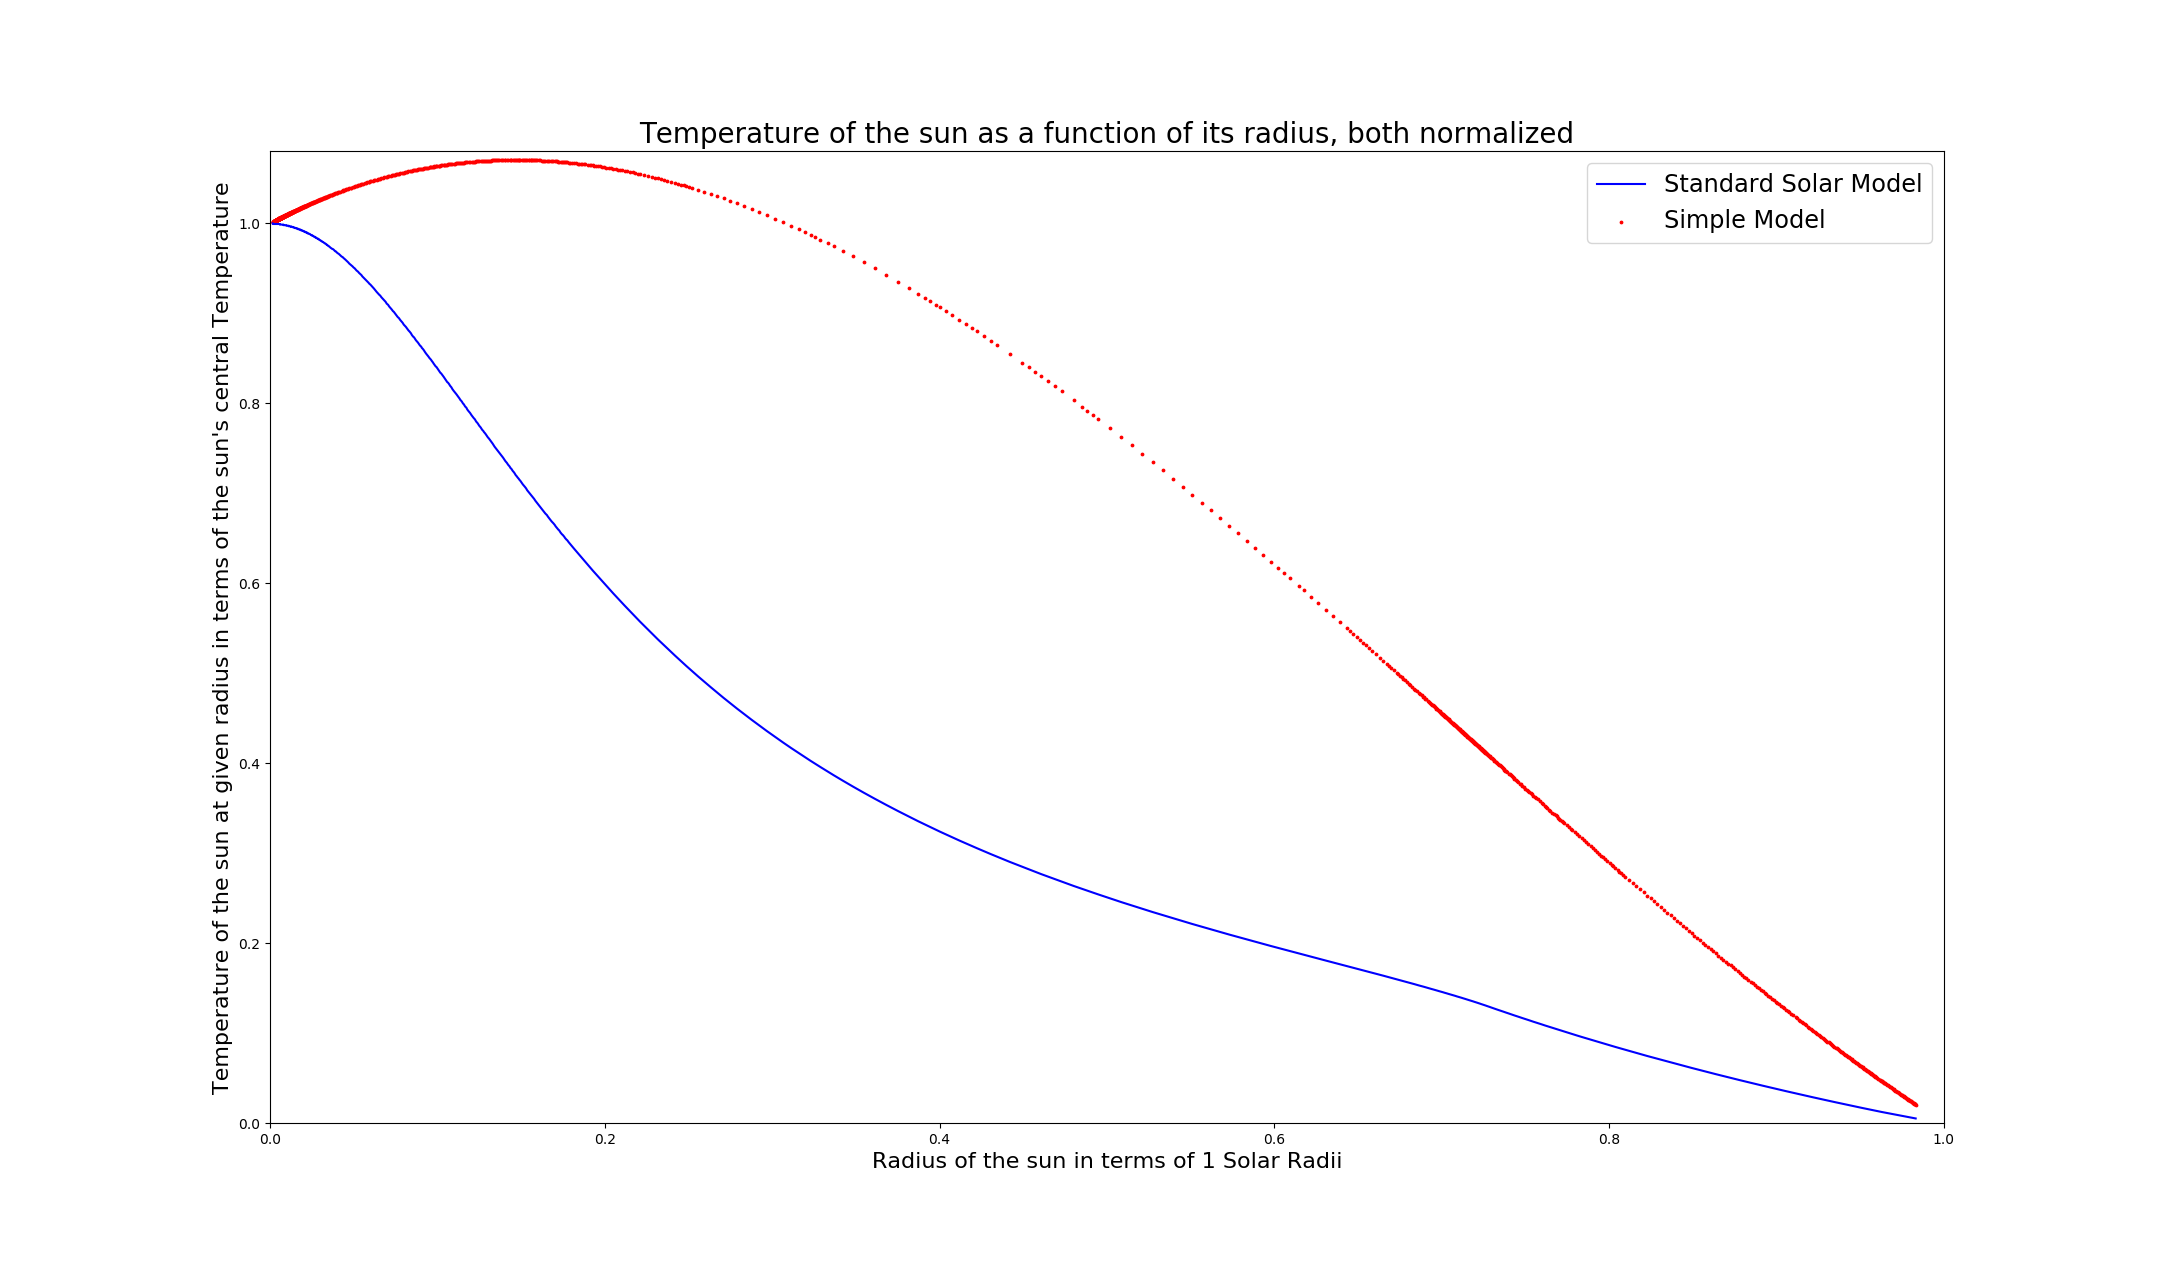 Temperature of the sun as a function of its radius, both normalized
Standard Solar Model
Simple Model
Temperature of the sun at given radius in terms of the sun's central Temperature
1.0
0.8
0.6
0.4
0.2
0.0
0.0 0.2 0.4 0.6 0.8 1.0
Radius of the sun in terms of 1 Solar Radii